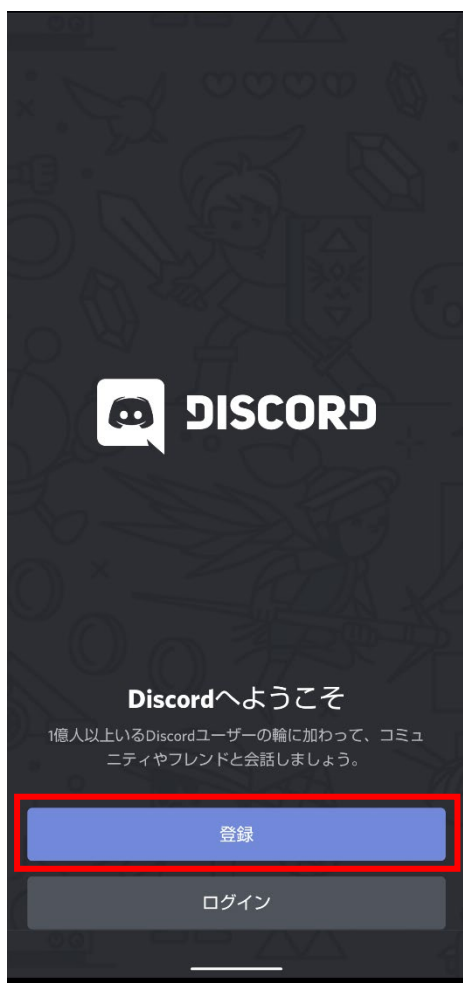 DISCORD
Discordへようこそ
1億人以上いるDiscordユーザーの輪に加わって、コミュ
ニティやフレンドと会話しましょう。
登録
ログイン